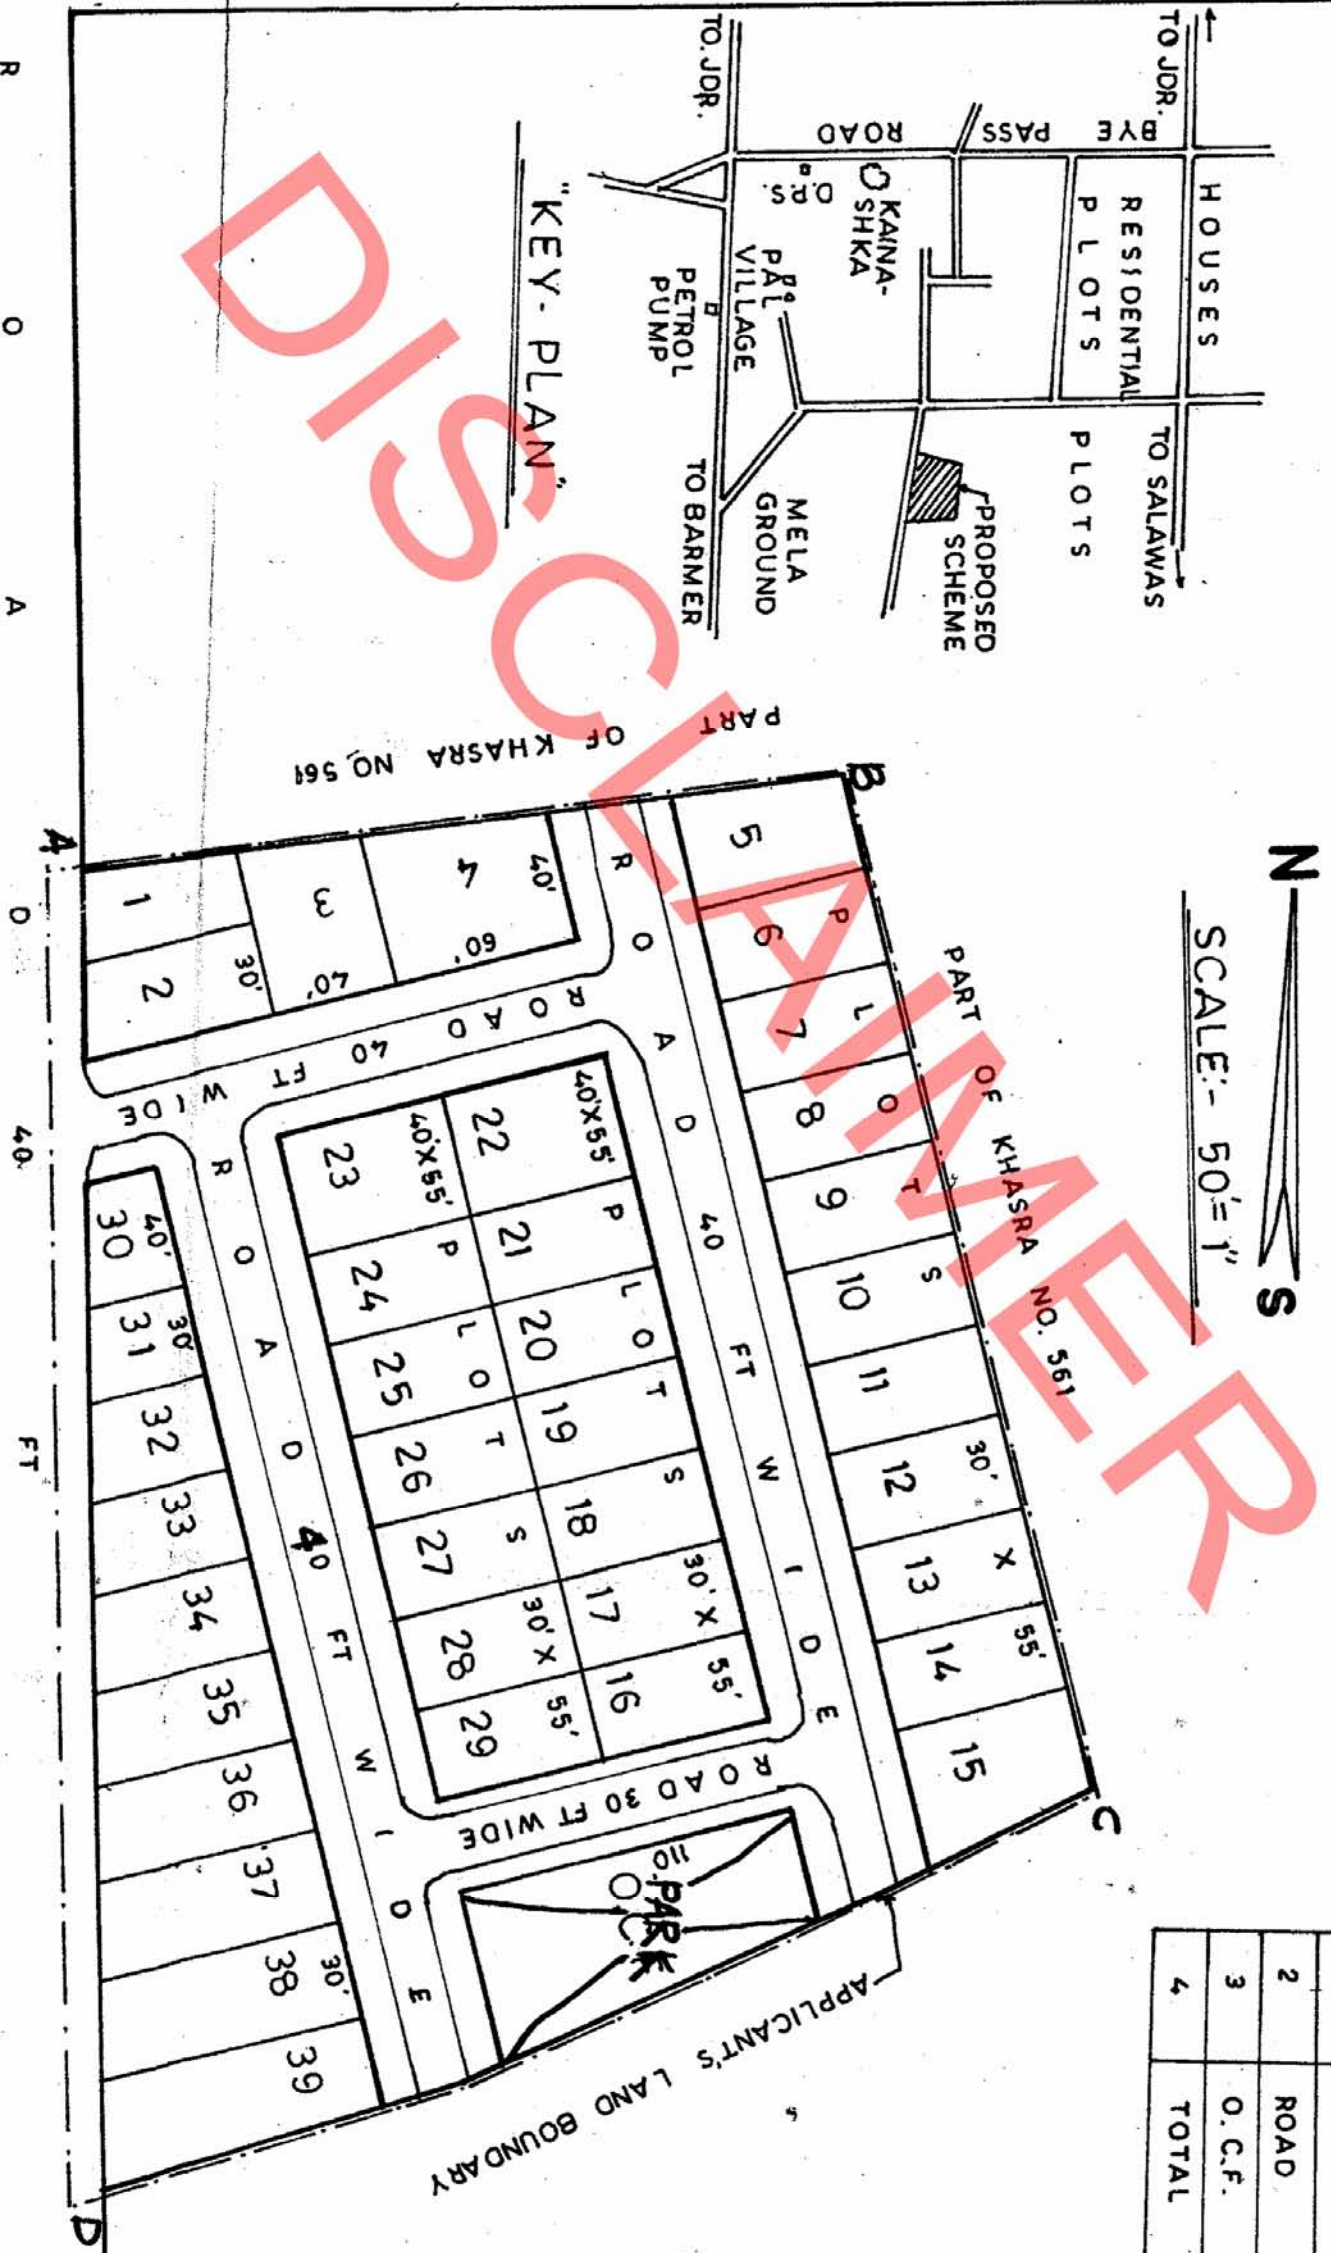 TO JDR.
HOUSES
TO SALAWAS
BYE PASS ROAD
RESSIDENTIAL
PLOTS
PLOTS
KAINA-
SHKA
D.P.S.
PROPOSED
SCHEME
PAL
VILLAGE
MELA
GROUND
TO.JDR.
PETROL
PUMP
TO BARMER
"KEY-PLAN"
N
S
SCALE:- 50'= 1"
2 ROAD
3 O.C.F.
4 TOTAL
PART OF KHASRA NO. 561
PART OF KHASRA NO. 561
B
C
A
D
5
6
7
8
9
10
11
12
13
14
15
PLOTS 30' X 55'
ROAD 40 FT WIDE
4
40'
60'
3
40'
1
2
30'
ROAD 40 FT WIDE
40'X55'
22
21
20
19
18
17
16
PLOTS 30'X 55'
40'X55'
23
24
25
26
27
28
29
PLOTS 30'X 55'
ROAD 30 FT WIDE
110'
PARK
APPLICANT'S LAND BOUNDARY
ROAD 40 FT WIDE
40'
30
30'
31
32
33
34
35
36
37
38
30'
39
ROAD 40 FT
DISCLAIMER